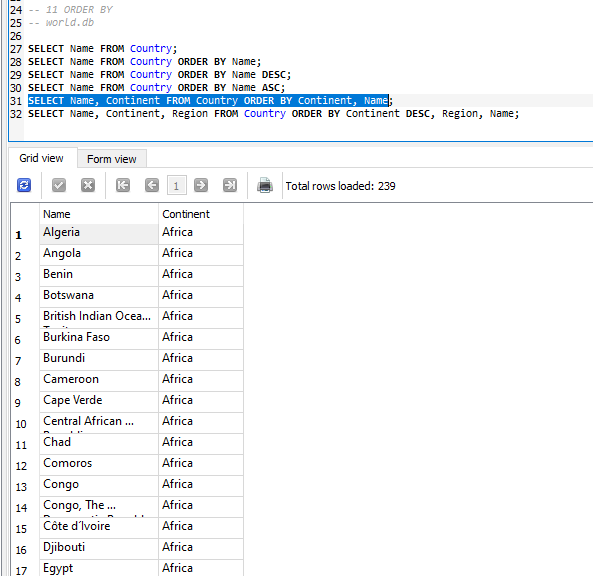 24 -- 11 ORDER BY
25 -- world.db
26
27 SELECT Name FROM Country;
28 SELECT Name FROM Country ORDER BY Name;
29 SELECT Name FROM Country ORDER BY Name DESC;
30 SELECT Name FROM Country ORDER BY Name ASC;
31 SELECT Name, Continent FROM Country ORDER BY Continent, Name;
32 SELECT Name, Continent, Region FROM Country ORDER BY Continent DESC, Region, Name;
Grid view Form view
1 Total rows loaded: 239
Name Continent
1 Algeria Africa
2 Angola Africa
3 Benin Africa
4 Botswana Africa
5 British Indian Ocea... Africa
6 Burkina Faso Africa
7 Burundi Africa
8 Cameroon Africa
9 Cape Verde Africa
10 Central African ... Africa
11 Chad Africa
12 Comoros Africa
13 Congo Africa
14 Congo, The ... Africa
15 Côte d´Ivoire Africa
16 Djibouti Africa
17 Egypt Africa